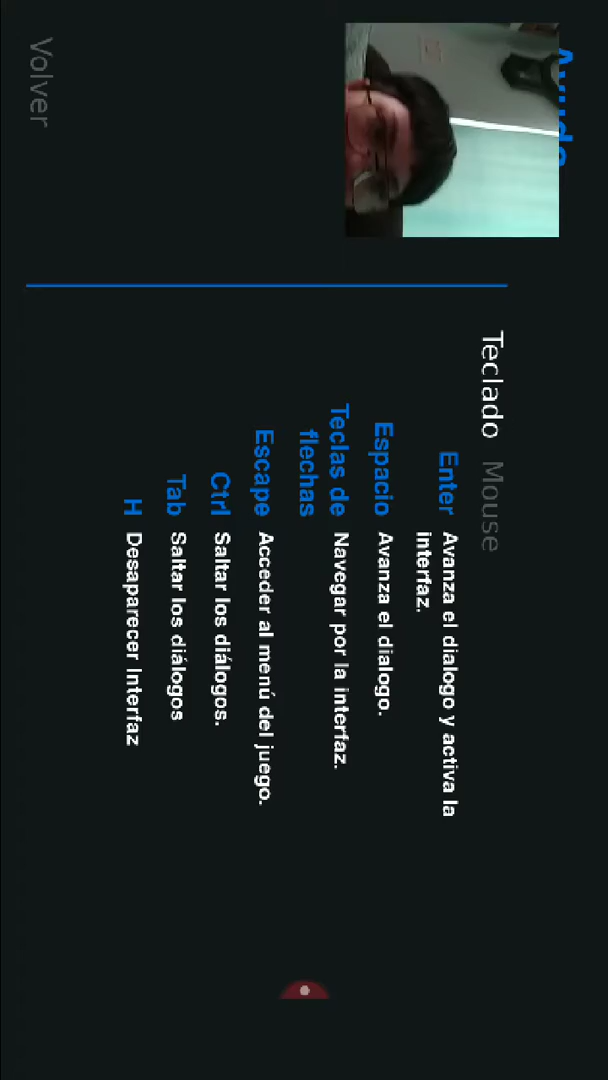 Ayuda
Teclado Mouse
Enter Avanza el dialogo y activa la
interfaz.
Espacio Avanza el dialogo.
Teclas de Navegar por la interfaz.
flechas
Escape Acceder al menú del juego.
Ctrl Saltar los diálogos.
Tab Saltar los diálogos
H Desaparecer Interfaz
Volver